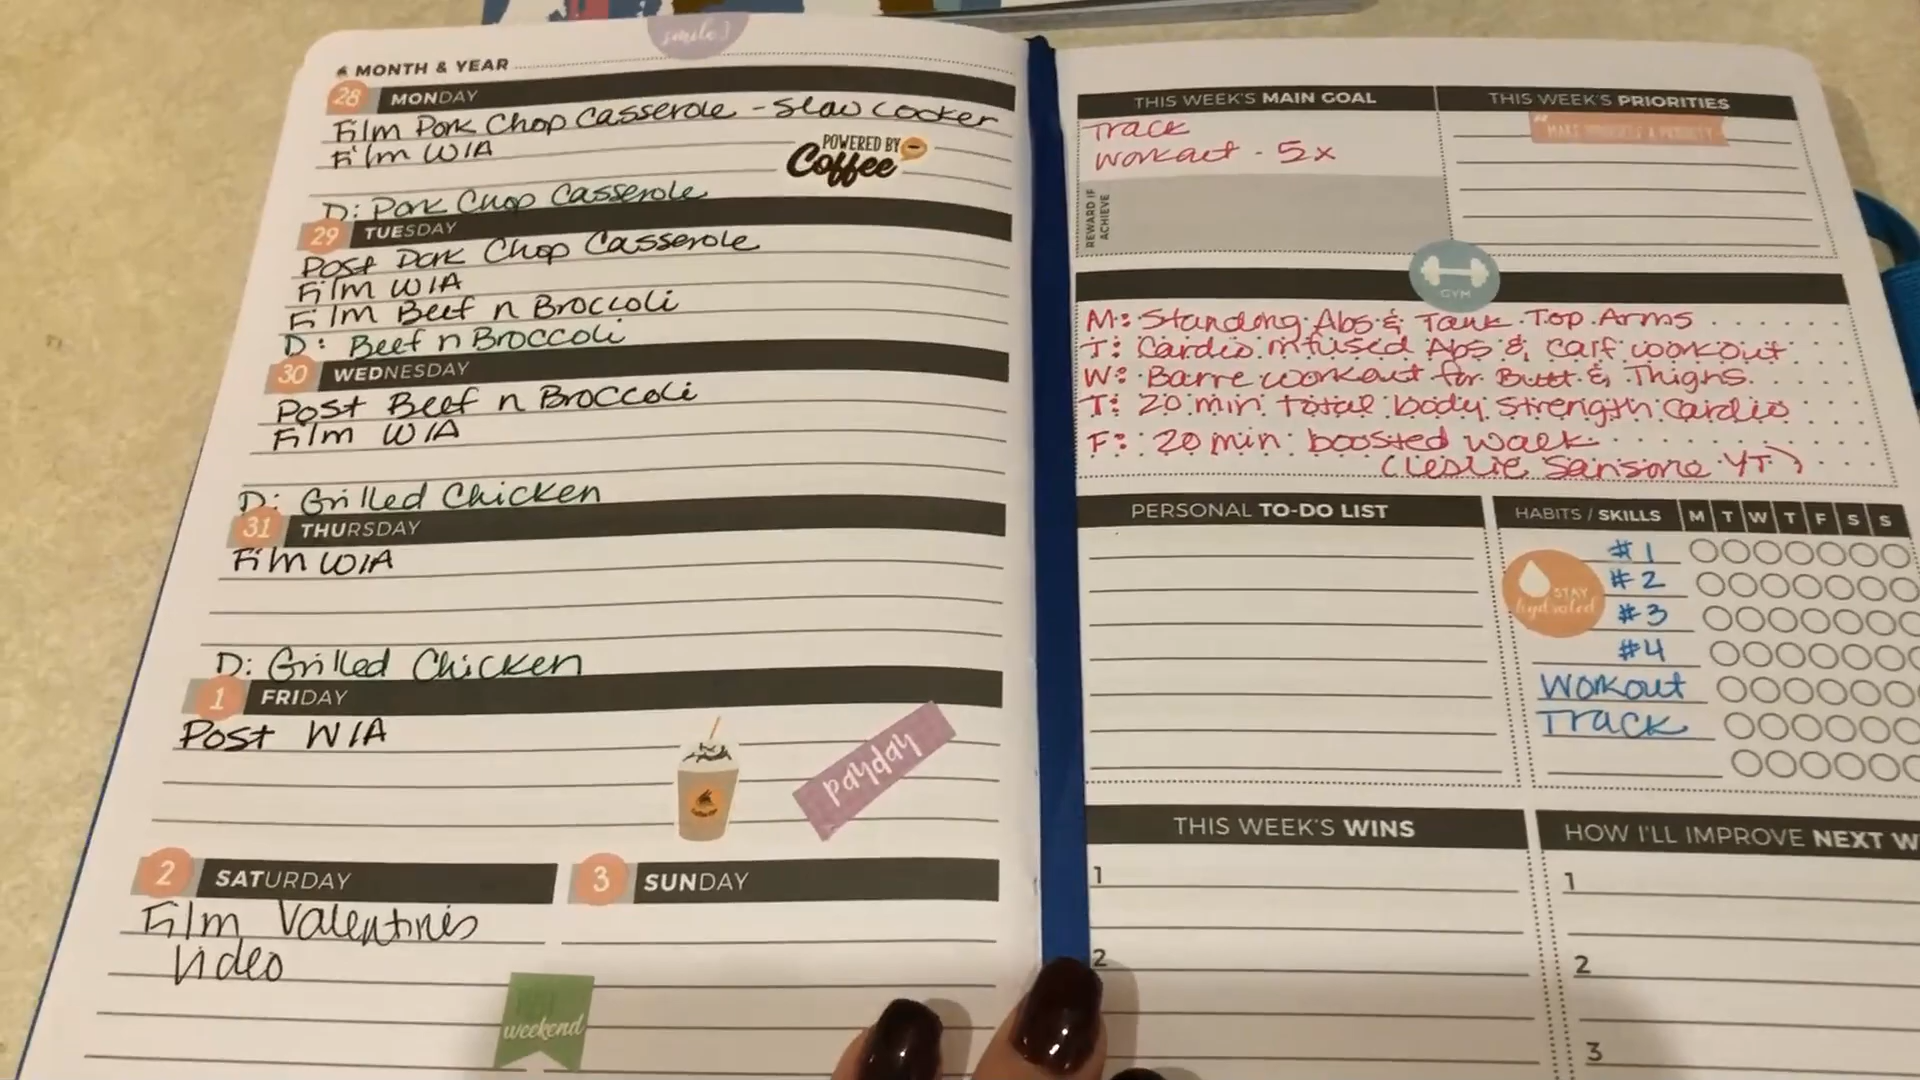 smile :)
MONTH & YEAR
28 MONDAY
Film Pork Chop Casserole - Slow Cooker
Film WIA
POWERED BY
Coffee
D: Pork Chop Casserole
29 TUESDAY
Post Pork Chop Casserole
Film WIA
Film Beef n Broccoli
D: Beef n Broccoli
30 WEDNESDAY
Post Beef n Broccoli
Film WIA
D: Grilled Chicken
31 THURSDAY
Film WIA
D: Grilled Chicken
1 FRIDAY
Post WIA
payday
2 SATURDAY
Film Valentines
Video
weekend
3 SUNDAY
THIS WEEK'S MAIN GOAL
Track
Workout - 5x
REWARD IF
ACHIEVE
THIS WEEK'S PRIORITIES
MAKE YOURSELF A PRIORITY
GYM
M: Standing Abs & Tank Top Arms
T: Cardio infused Abs & Calf workout
W: Barre workout for Butt & Thighs
T: 20 min total body strength cardio
F: 20 min boosted walk
(Leslie Sansone YT)
PERSONAL TO-DO LIST
HABITS / SKILLS M T W T F S S
STAY
hydrated
#1
#2
#3
#4
Workout
Track
THIS WEEK'S WINS
1
2
HOW I'LL IMPROVE NEXT W
1
2
3